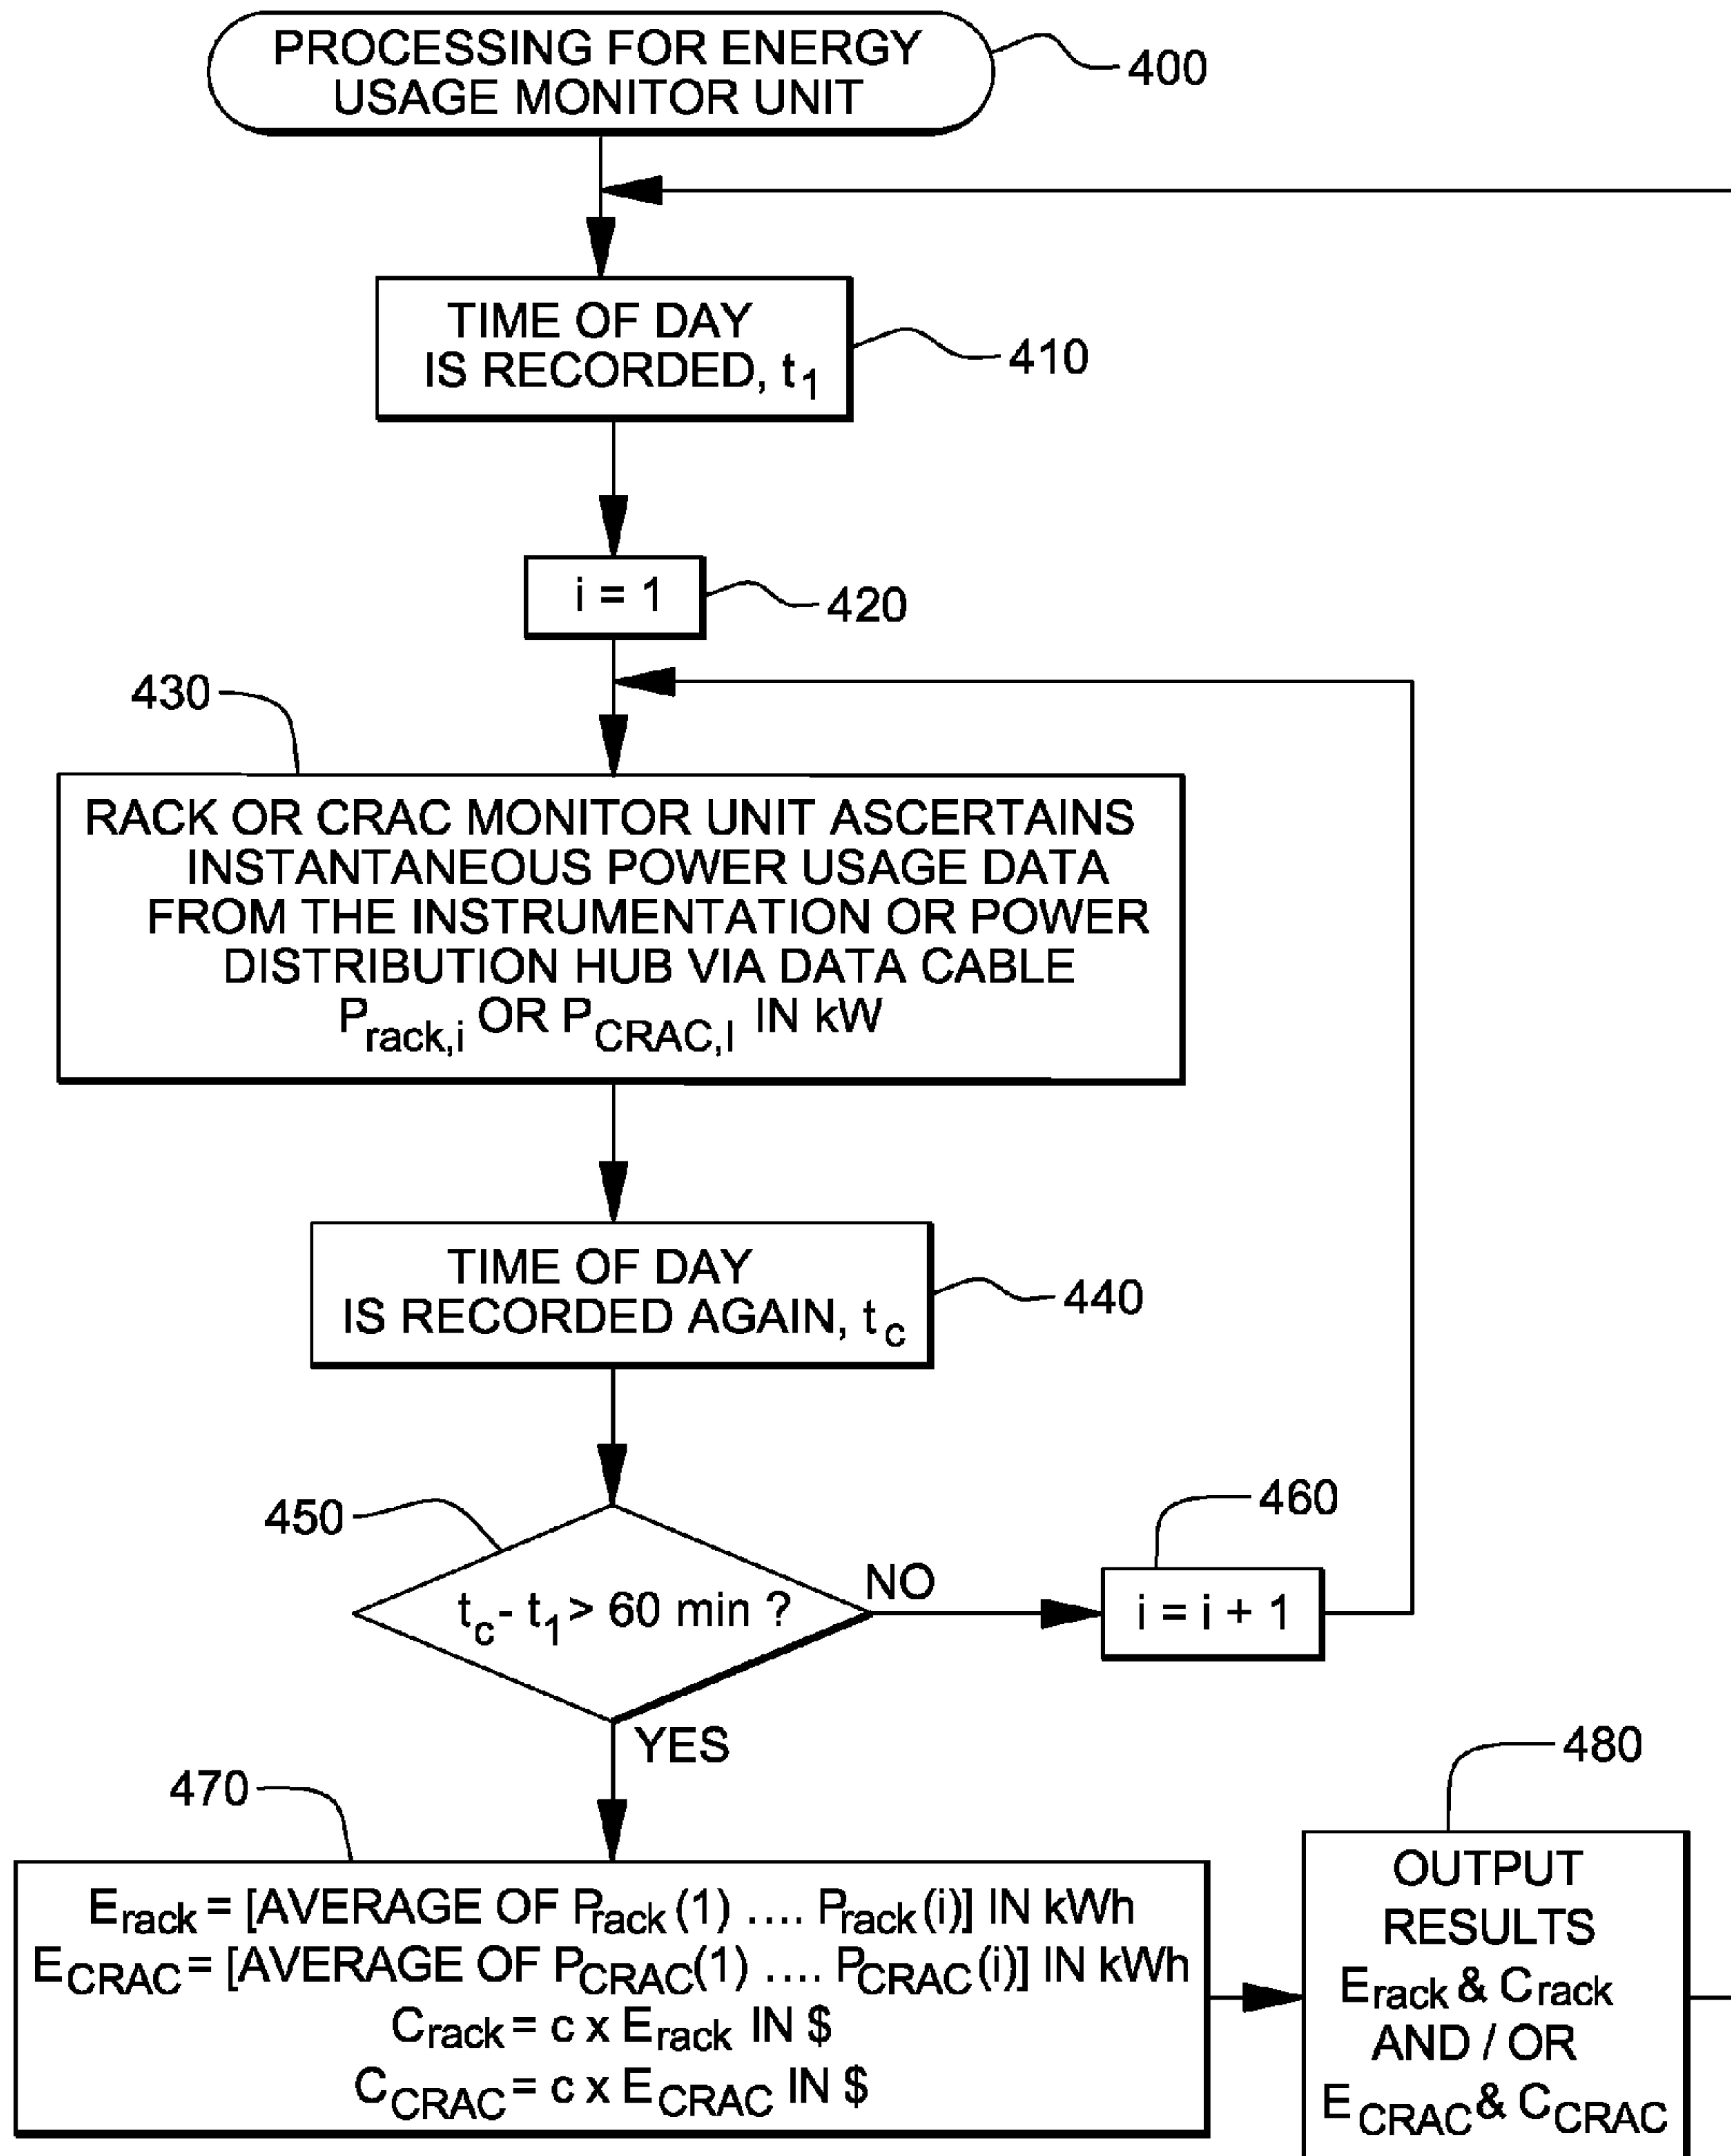 PROCESSING FOR ENERGY
USAGE MONITOR UNIT
400
TIME OF DAY
IS RECORDED, t1
410
i = 1
420
430
RACK OR CRAC MONITOR UNIT ASCERTAINS
INSTANTANEOUS POWER USAGE DATA
FROM THE INSTRUMENTATION OR POWER
DISTRIBUTION HUB VIA DATA CABLE
Prack,i OR PCRAC,I IN kW
TIME OF DAY
IS RECORDED AGAIN, tc
440
450
tc - t1 > 60 min ?
NO
460
i = i + 1
YES
470
Erack = [AVERAGE OF Prack (1) .... Prack (i)] IN kWh
ECRAC = [AVERAGE OF PCRAC(1) .... PCRAC(i)] IN kWh
Crack = c x Erack IN $
CCRAC = c x ECRAC IN $
480
OUTPUT
RESULTS
Erack & Crack
AND / OR
ECRAC & CCRAC